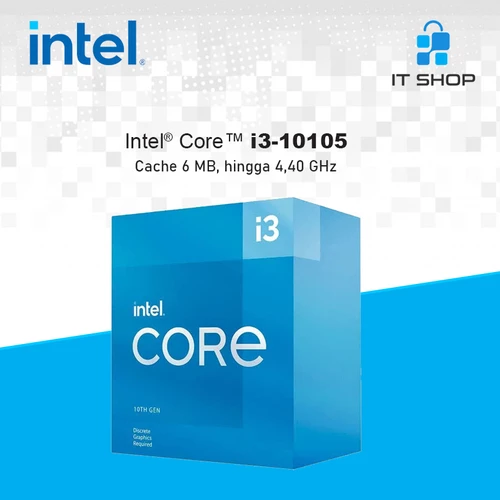 intel.
IT SHOP
Intel® Core™ i3-10105
Cache 6 MB, hingga 4,40 GHz
i3
intel.
CORE
10TH GEN
Discrete
Graphics
Required